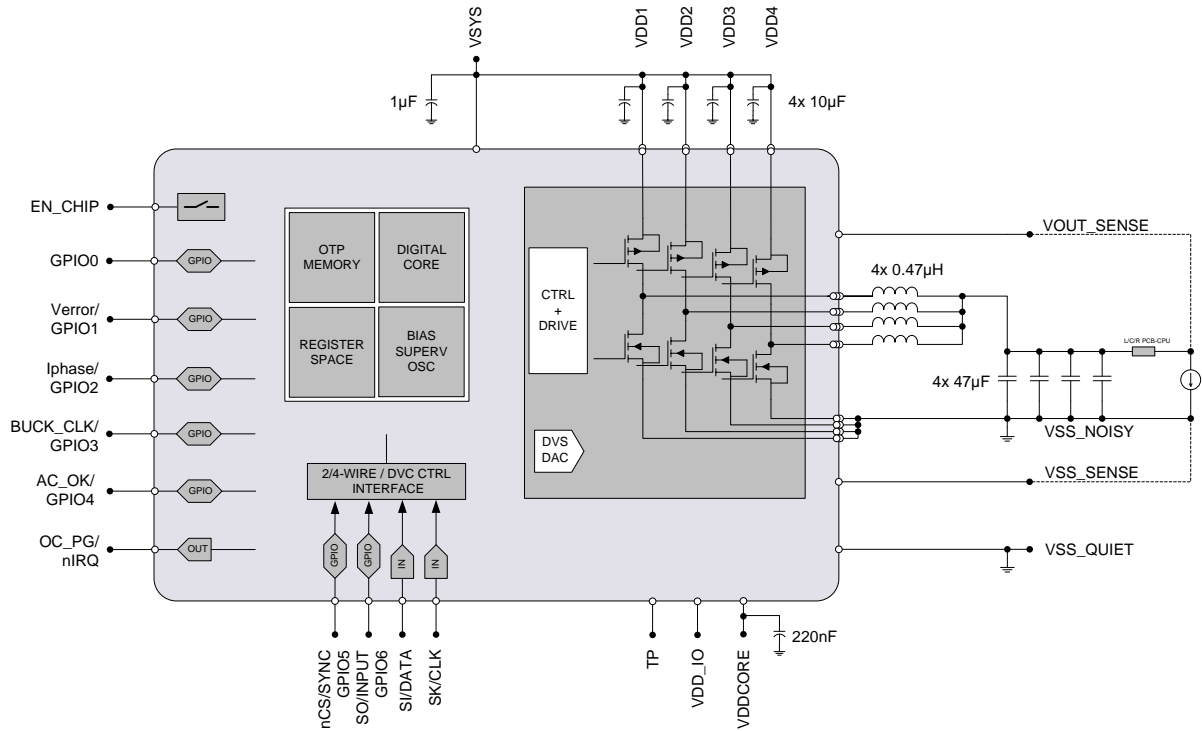 VSYS
VDD1
VDD2
VDD3
VDD4
1µF
4x 10µF
EN_CHIP
GPIO0
GPIO
Verror/
GPIO1
GPIO
Iphase/
GPIO2
GPIO
BUCK_CLK/
GPIO3
GPIO
AC_OK/
GPIO4
GPIO
OC_PG/
nIRQ
OUT
OTP
MEMORY
DIGITAL
CORE
REGISTER
SPACE
BIAS
SUPERV
OSC
2/4-WIRE / DVC CTRL
INTERFACE
GPIO
GPIO
IN
IN
CTRL
+
DRIVE
DVS
DAC
VOUT_SENSE
4x 0.47µH
L/C/R PCB-CPU
4x 47µF
VSS_NOISY
VSS_SENSE
VSS_QUIET
nCS/SYNC
GPIO5
SO/INPUT
GPIO6
SI/DATA
SK/CLK
TP
VDD_IO
VDDCORE
220nF